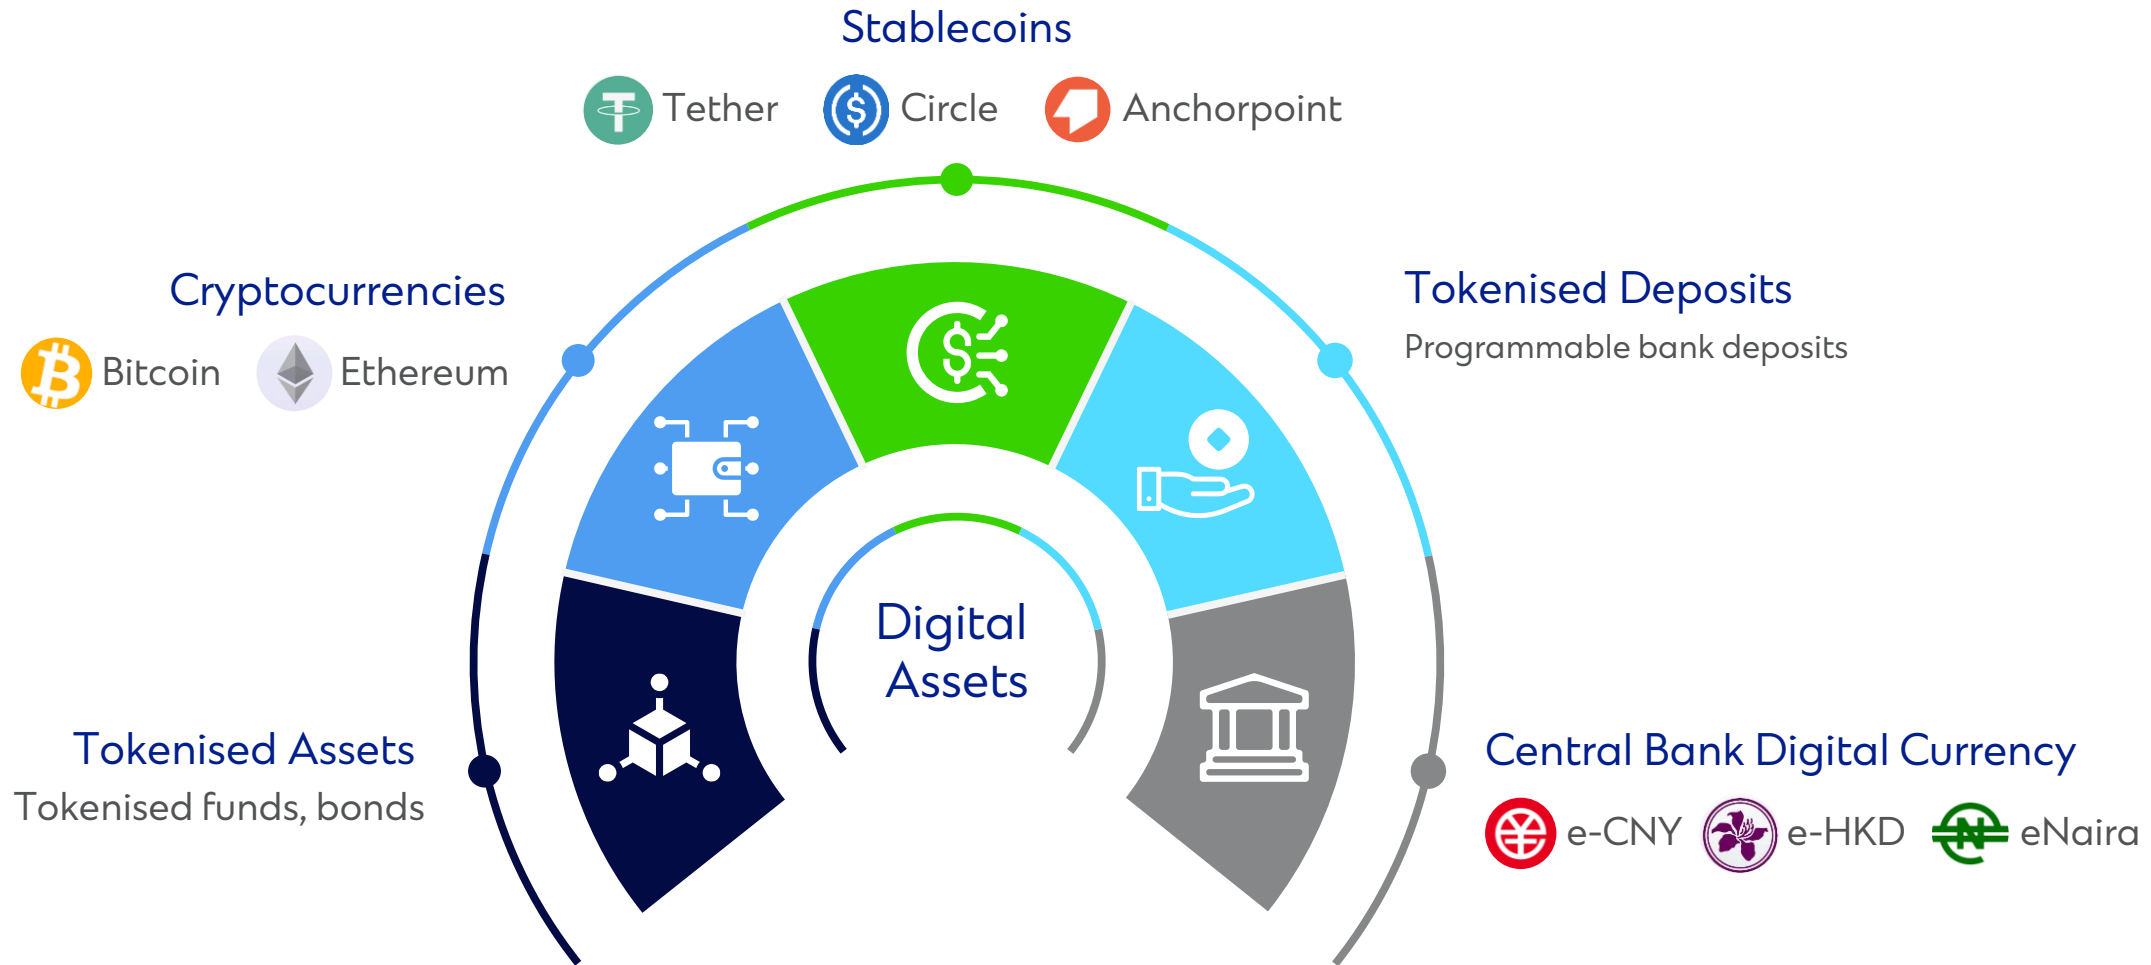 Stablecoins
Tether Circle Anchorpoint
Cryptocurrencies
Bitcoin Ethereum
Tokenised Deposits
Programmable bank deposits
Digital
Assets
Tokenised Assets
Tokenised funds, bonds
Central Bank Digital Currency
e-CNY e-HKD eNaira